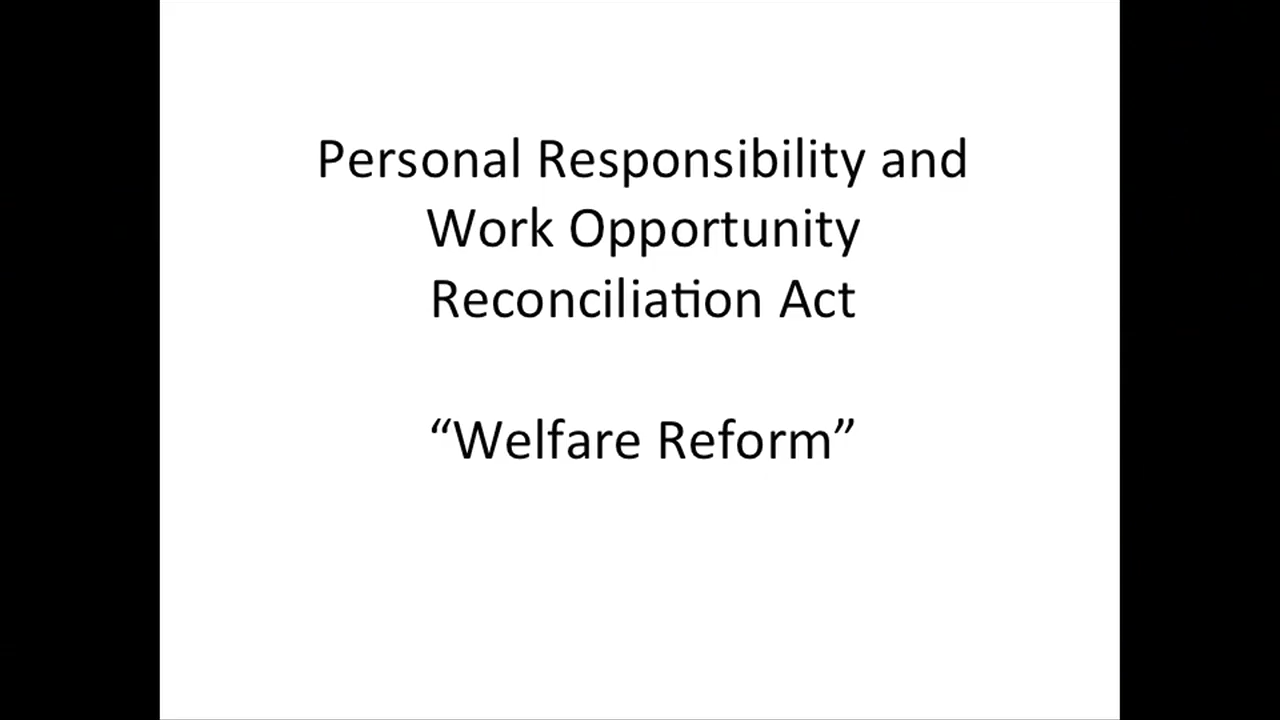 Personal Responsibility and
Work Opportunity
Reconciliation Act
“Welfare Reform”